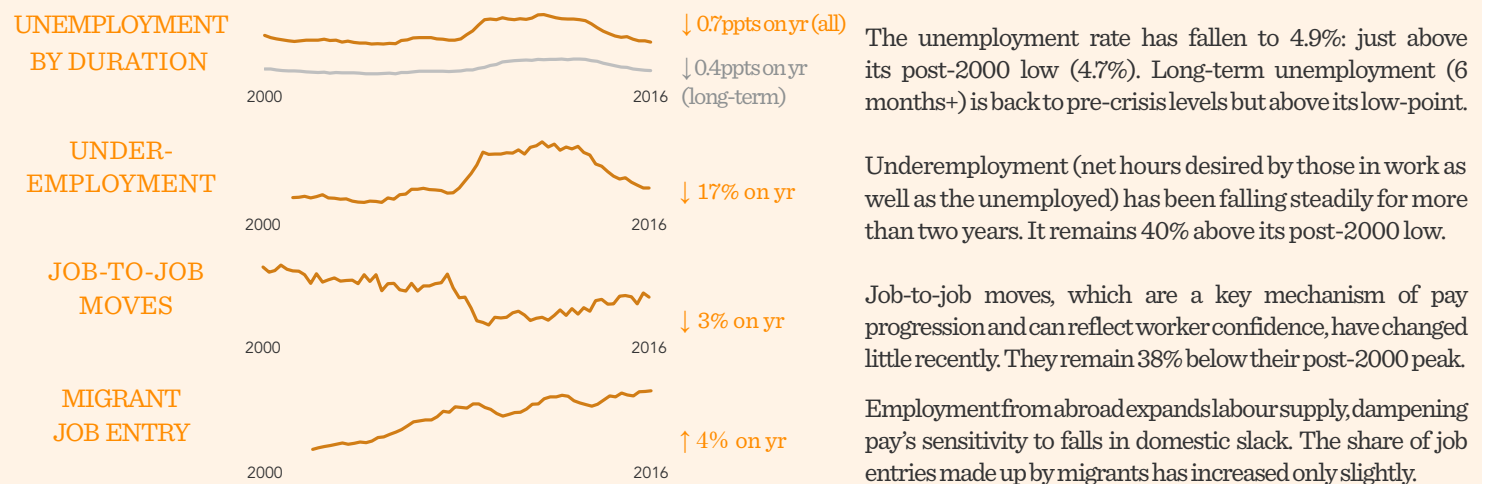 UNEMPLOYMENT
BY DURATION
↓ 0.7ppts on yr (all)
↓ 0.4ppts on yr
(long-term)
2000
2016
The unemployment rate has fallen to 4.9%: just above
its post-2000 low (4.7%). Long-term unemployment (6
months+) is back to pre-crisis levels but above its low-point.
UNDER-
EMPLOYMENT
↓ 17% on yr
2000
2016
Underemployment (net hours desired by those in work as
well as the unemployed) has been falling steadily for more
than two years. It remains 40% above its post-2000 low.
JOB-TO-JOB
MOVES
↓ 3% on yr
2000
2016
Job-to-job moves, which are a key mechanism of pay
progression and can reflect worker confidence, have changed
little recently. They remain 38% below their post-2000 peak.
MIGRANT
JOB ENTRY
↑ 4% on yr
2000
2016
Employment from abroad expands labour supply, dampening
pay's sensitivity to falls in domestic slack. The share of job
entries made up by migrants has increased only slightly.